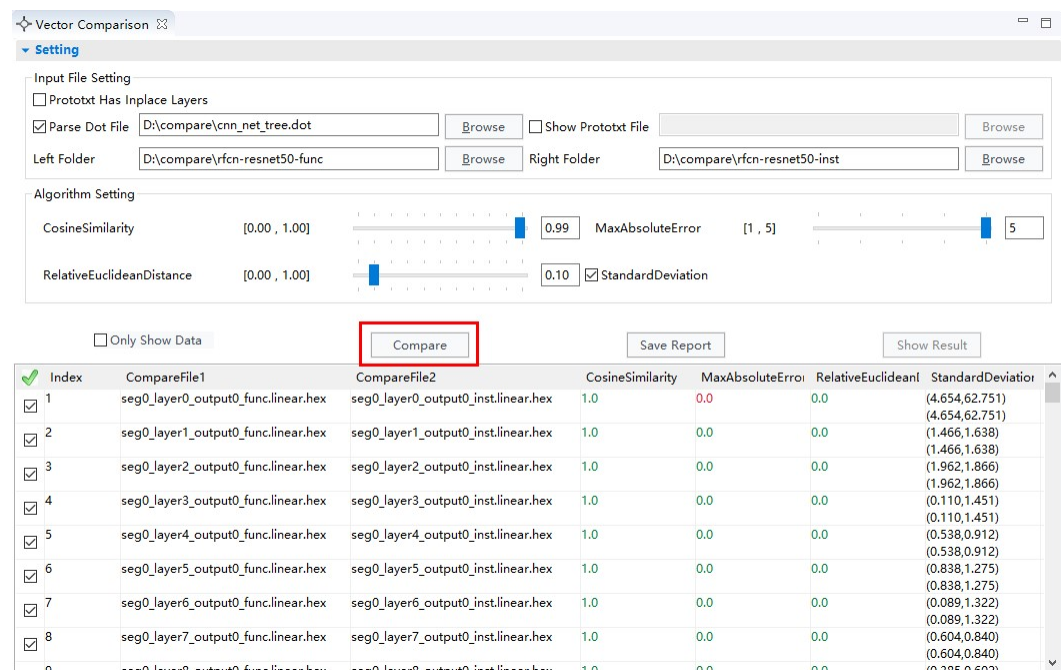 Vector Comparison
Setting
Input File Setting
Prototxt Has Inplace Layers
Parse Dot File D:\compare\cnn_net_tree.dot Browse Show Prototxt File Browse
Left Folder D:\compare\rfcn-resnet50-func Browse Right Folder D:\compare\rfcn-resnet50-inst Browse
Algorithm Setting
CosineSimilarity [0.00 , 1.00] 0.99 MaxAbsoluteError [1 , 5] 5
RelativeEuclideanDistance [0.00 , 1.00] 0.10 StandardDeviation
Only Show Data Compare Save Report Show Result
Index CompareFile1 CompareFile2 CosineSimilarity MaxAbsoluteError RelativeEuclideanD StandardDeviation
1 seg0_layer0_output0_func.linear.hex seg0_layer0_output0_inst.linear.hex 1.0 0.0 0.0 (4.654,62.751)
(4.654,62.751)
2 seg0_layer1_output0_func.linear.hex seg0_layer1_output0_inst.linear.hex 1.0 0.0 0.0 (1.466,1.638)
(1.466,1.638)
3 seg0_layer2_output0_func.linear.hex seg0_layer2_output0_inst.linear.hex 1.0 0.0 0.0 (1.962,1.866)
(1.962,1.866)
4 seg0_layer3_output0_func.linear.hex seg0_layer3_output0_inst.linear.hex 1.0 0.0 0.0 (0.110,1.451)
(0.110,1.451)
5 seg0_layer4_output0_func.linear.hex seg0_layer4_output0_inst.linear.hex 1.0 0.0 0.0 (0.538,0.912)
(0.538,0.912)
6 seg0_layer5_output0_func.linear.hex seg0_layer5_output0_inst.linear.hex 1.0 0.0 0.0 (0.838,1.275)
(0.838,1.275)
7 seg0_layer6_output0_func.linear.hex seg0_layer6_output0_inst.linear.hex 1.0 0.0 0.0 (0.089,1.322)
(0.089,1.322)
8 seg0_layer7_output0_func.linear.hex seg0_layer7_output0_inst.linear.hex 1.0 0.0 0.0 (0.604,0.840)
(0.604,0.840)